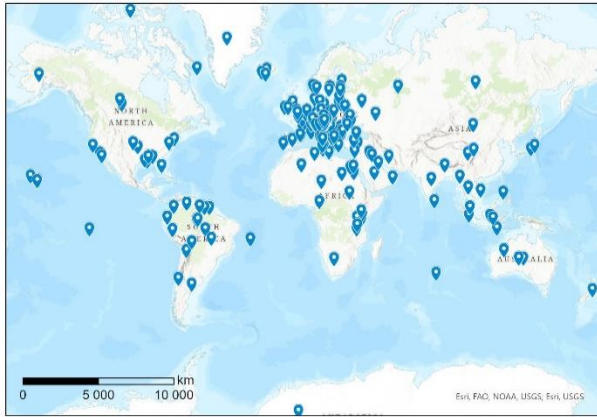 NORTH
AMERICA
ASIA
AFRICA
SOUTH
AMERICA
AUSTRALIA
km
0 5 000 10 000
Esri, FAO, NOAA, USGS, Esri, USGS